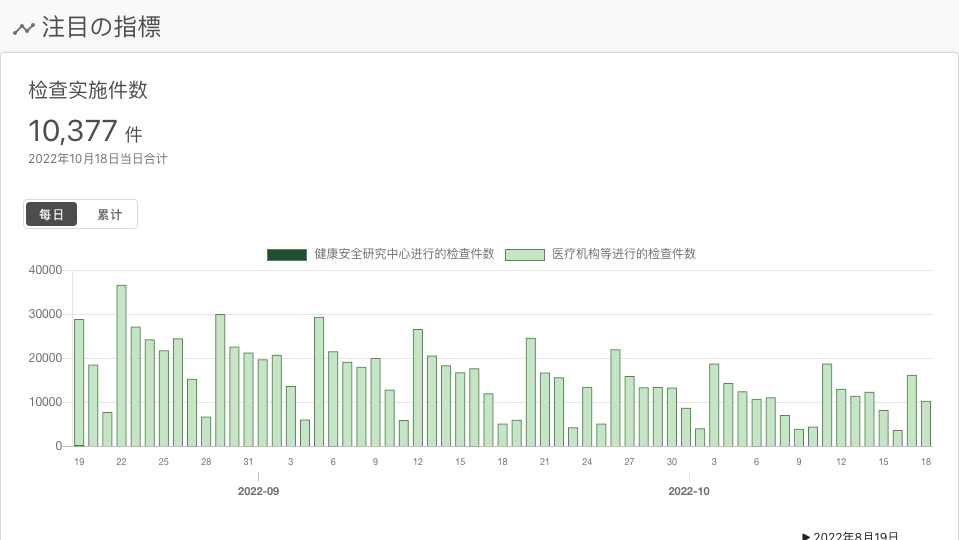 注目の指標
检查实施件数
10,377 件
2022年10月18日当日合计
每日 累计
健康安全研究中心进行的检查件数 医疗机构等进行的检查件数
40000
30000
20000
10000
0
19 22 25 28 31 3 6 9 12 15 18 21 24 27 30 3 6 9 12 15 18
2022-09 2022-10
▶ 2022年8月19日